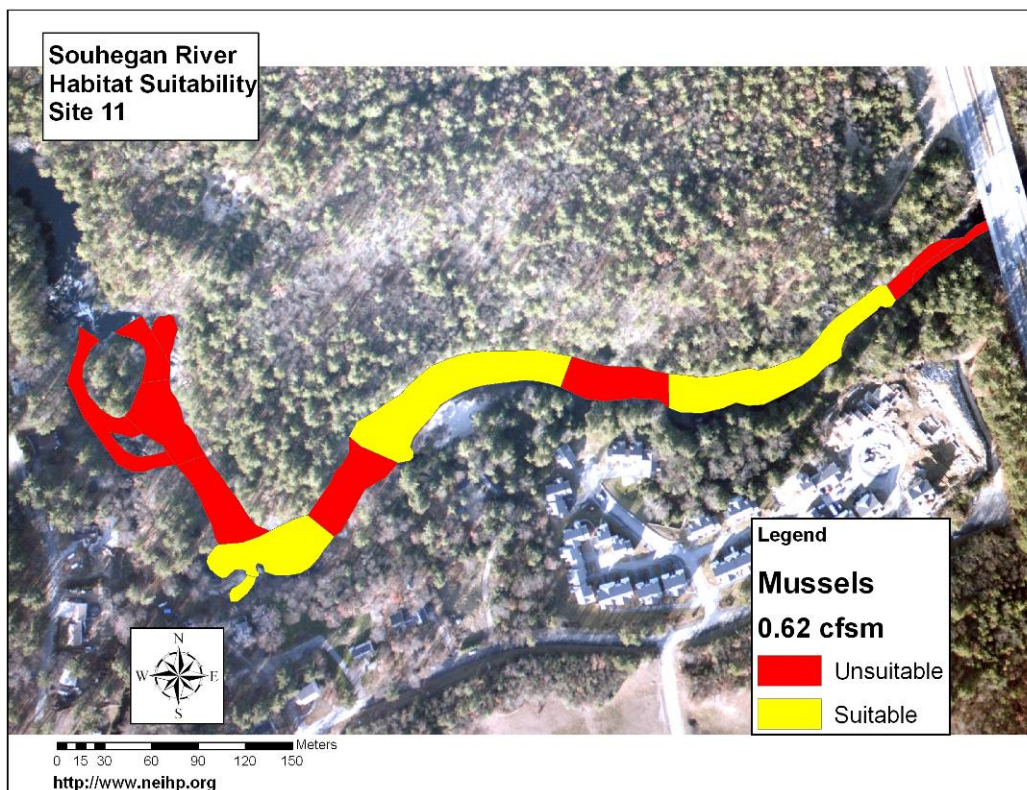 Souhegan River
Habitat Suitability
Site 11
N
W E
S
Legend
Mussels
0.62 cfsm
Unsuitable
Suitable
Meters
0 15 30 60 90 120 150
http://www.neihp.org